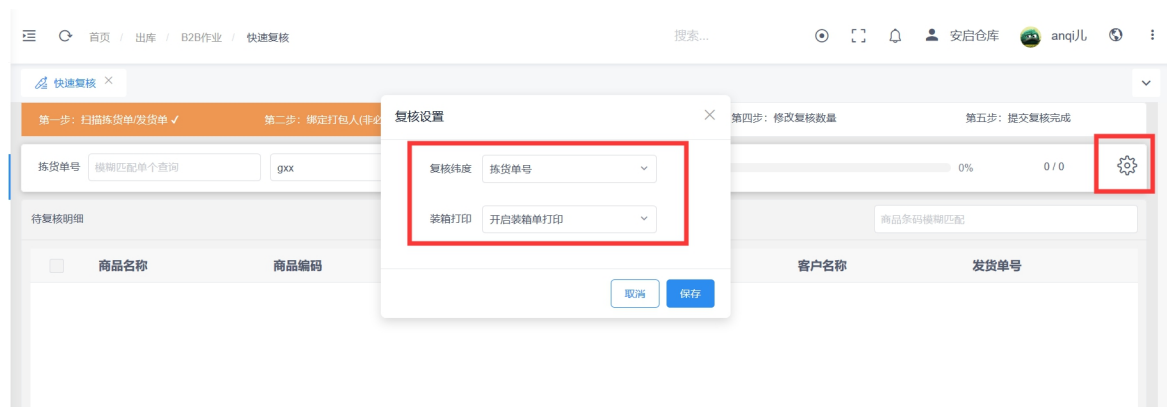 首页 / 出库 / B2B作业 / 快速复核
搜索...
安启仓库
anqi儿
快速复核
第一步：扫描拣货单/发货单 ✓
第二步：绑定打包人(非必
第四步：修改复核数量
第五步：提交复核完成
复核设置
拣货单号
模糊匹配单个查询
gxx
0%
0 / 0
复核纬度
拣货单号
装箱打印
开启装箱单打印
待复核明细
商品条码模糊匹配
取消
保存
商品名称
商品编码
客户名称
发货单号